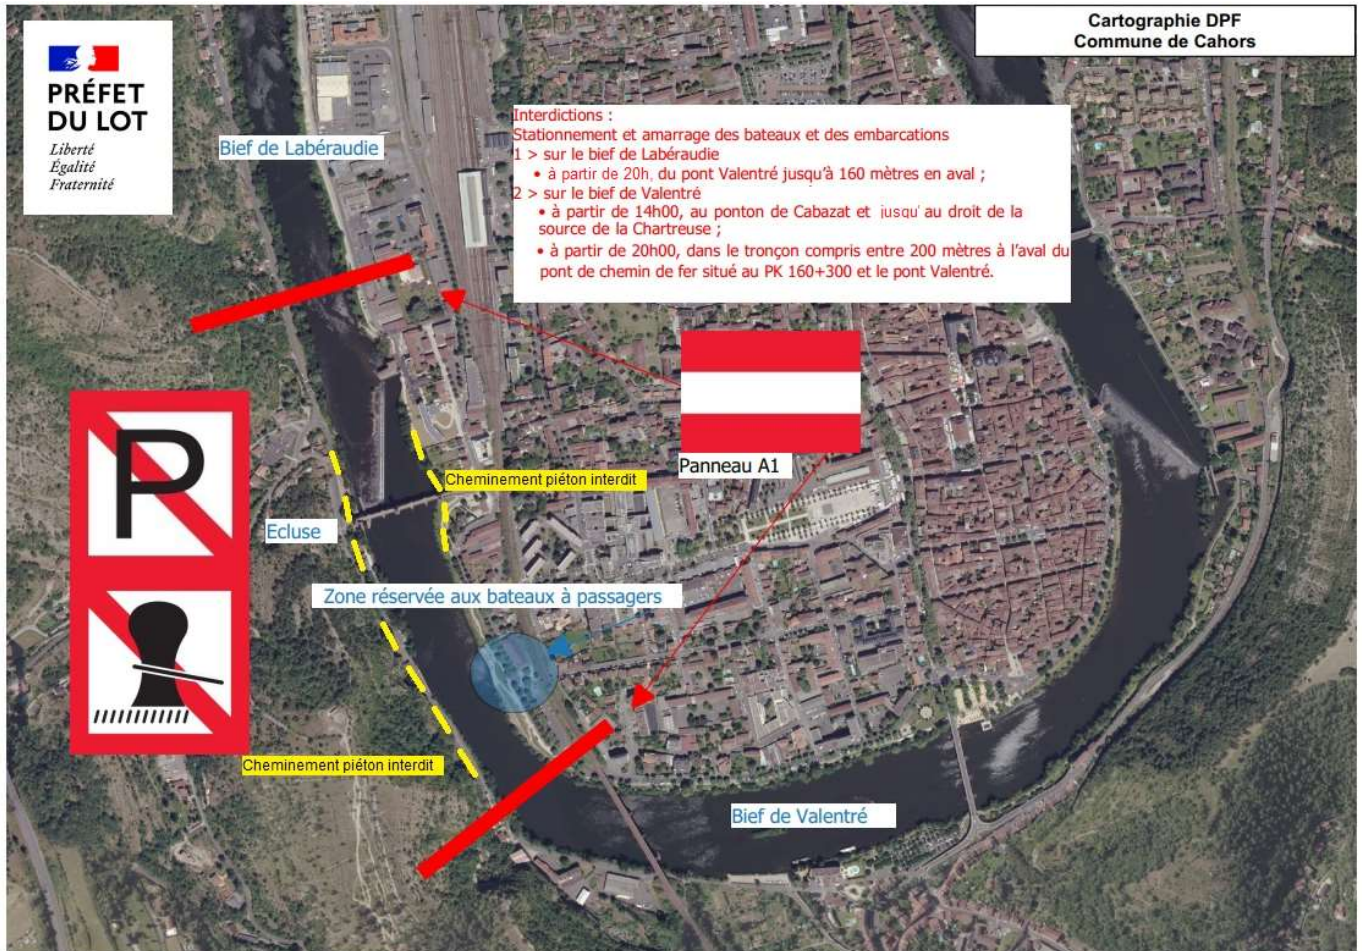 Cartographie DPF
Commune de Cahors
PRÉFET
DU LOT
Liberté
Égalité
Fraternité
Bief de Labéraudie
Interdictions :
Stationnement et amarrage des bateaux et des embarcations
1 > sur le bief de Labéraudie
• à partir de 20h, du pont Valentré jusqu'à 160 mètres en aval ;
2 > sur le bief de Valentré
• à partir de 14h00, au ponton de Cabazat et jusqu' au droit de la
source de la Chartreuse ;
• à partir de 20h00, dans le tronçon compris entre 200 mètres à l'aval du
pont de chemin de fer situé au PK 160+300 et le pont Valentré.
P
Panneau A1
Cheminement piéton interdit
Ecluse
Zone réservée aux bateaux à passagers
Cheminement piéton interdit
Bief de Valentré